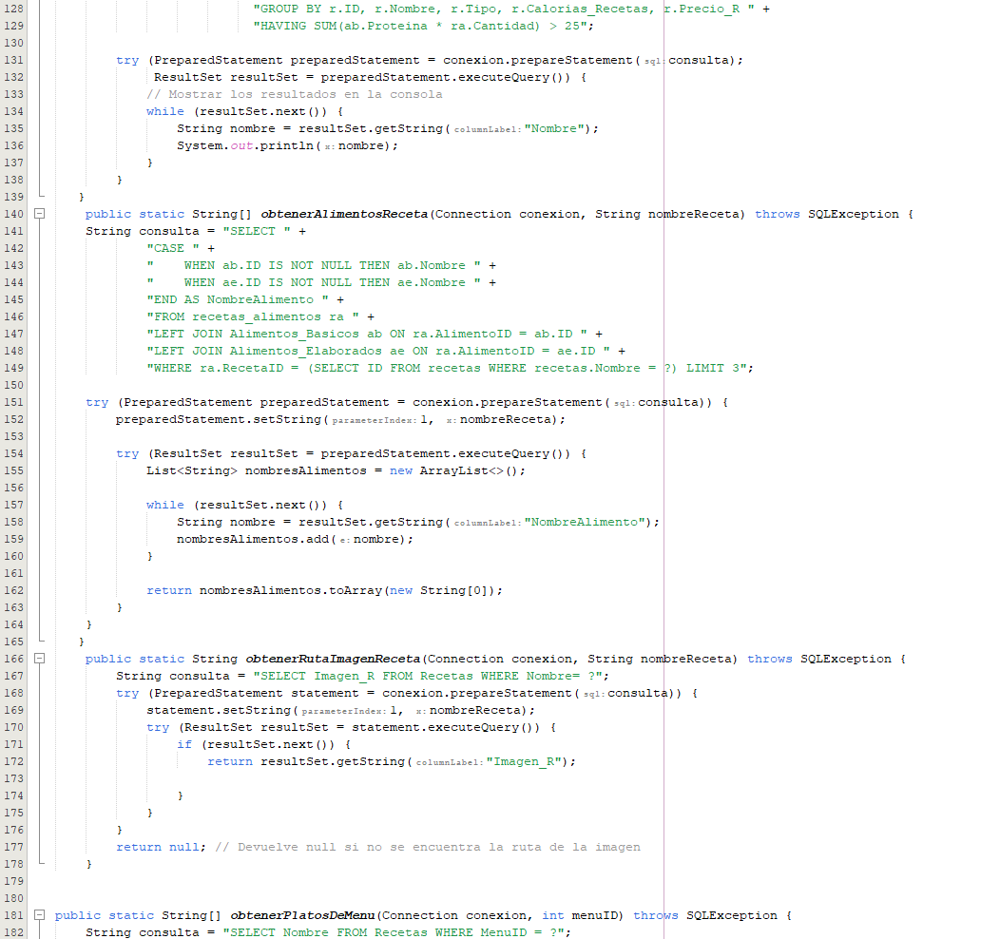 128                              "GROUP BY r.ID, r.Nombre, r.Tipo, r.Calorias_Recetas, r.Precio_R " +
129                              "HAVING SUM(ab.Proteina * ra.Cantidad) > 25";
130
131            try (PreparedStatement preparedStatement = conexion.prepareStatement( sql: consulta);
132                 ResultSet resultSet = preparedStatement.executeQuery()) {
133                // Mostrar los resultados en la consola
134                while (resultSet.next()) {
135                    String nombre = resultSet.getString( columnLabel: "Nombre");
136                    System.out.println( x: nombre);
137                }
138            }
139       }
140        public static String[] obtenerAlimentosReceta(Connection conexion, String nombreReceta) throws SQLException {
141        String consulta = "SELECT " +
142                "CASE " +
143                "    WHEN ab.ID IS NOT NULL THEN ab.Nombre " +
144                "    WHEN ae.ID IS NOT NULL THEN ae.Nombre " +
145                "END AS NombreAlimento " +
146                "FROM recetas_alimentos ra " +
147                "LEFT JOIN Alimentos_Basicos ab ON ra.AlimentoID = ab.ID " +
148                "LEFT JOIN Alimentos_Elaborados ae ON ra.AlimentoID = ae.ID " +
149                "WHERE ra.RecetaID = (SELECT ID FROM recetas WHERE recetas.Nombre = ?) LIMIT 3";
150
151        try (PreparedStatement preparedStatement = conexion.prepareStatement( sql: consulta)) {
152            preparedStatement.setString( parameterIndex: 1,  x: nombreReceta);
153
154            try (ResultSet resultSet = preparedStatement.executeQuery()) {
155                List<String> nombresAlimentos = new ArrayList<>();
156
157                while (resultSet.next()) {
158                    String nombre = resultSet.getString( columnLabel: "NombreAlimento");
159                    nombresAlimentos.add( e: nombre);
160                }
161
162                return nombresAlimentos.toArray(new String[0]);
163            }
164        }
165       }
166        public static String obtenerRutaImagenReceta(Connection conexion, String nombreReceta) throws SQLException {
167            String consulta = "SELECT Imagen_R FROM Recetas WHERE Nombre= ?";
168            try (PreparedStatement statement = conexion.prepareStatement( sql: consulta)) {
169                statement.setString( parameterIndex: 1,  x: nombreReceta);
170                try (ResultSet resultSet = statement.executeQuery()) {
171                    if (resultSet.next()) {
172                        return resultSet.getString( columnLabel: "Imagen_R");
173
174                    }
175                }
176            }
177            return null; // Devuelve null si no se encuentra la ruta de la imagen
178        }
179
180
181    public static String[] obtenerPlatosDeMenu(Connection conexion, int menuID) throws SQLException {
182        String consulta = "SELECT Nombre FROM Recetas WHERE MenuID = ?";